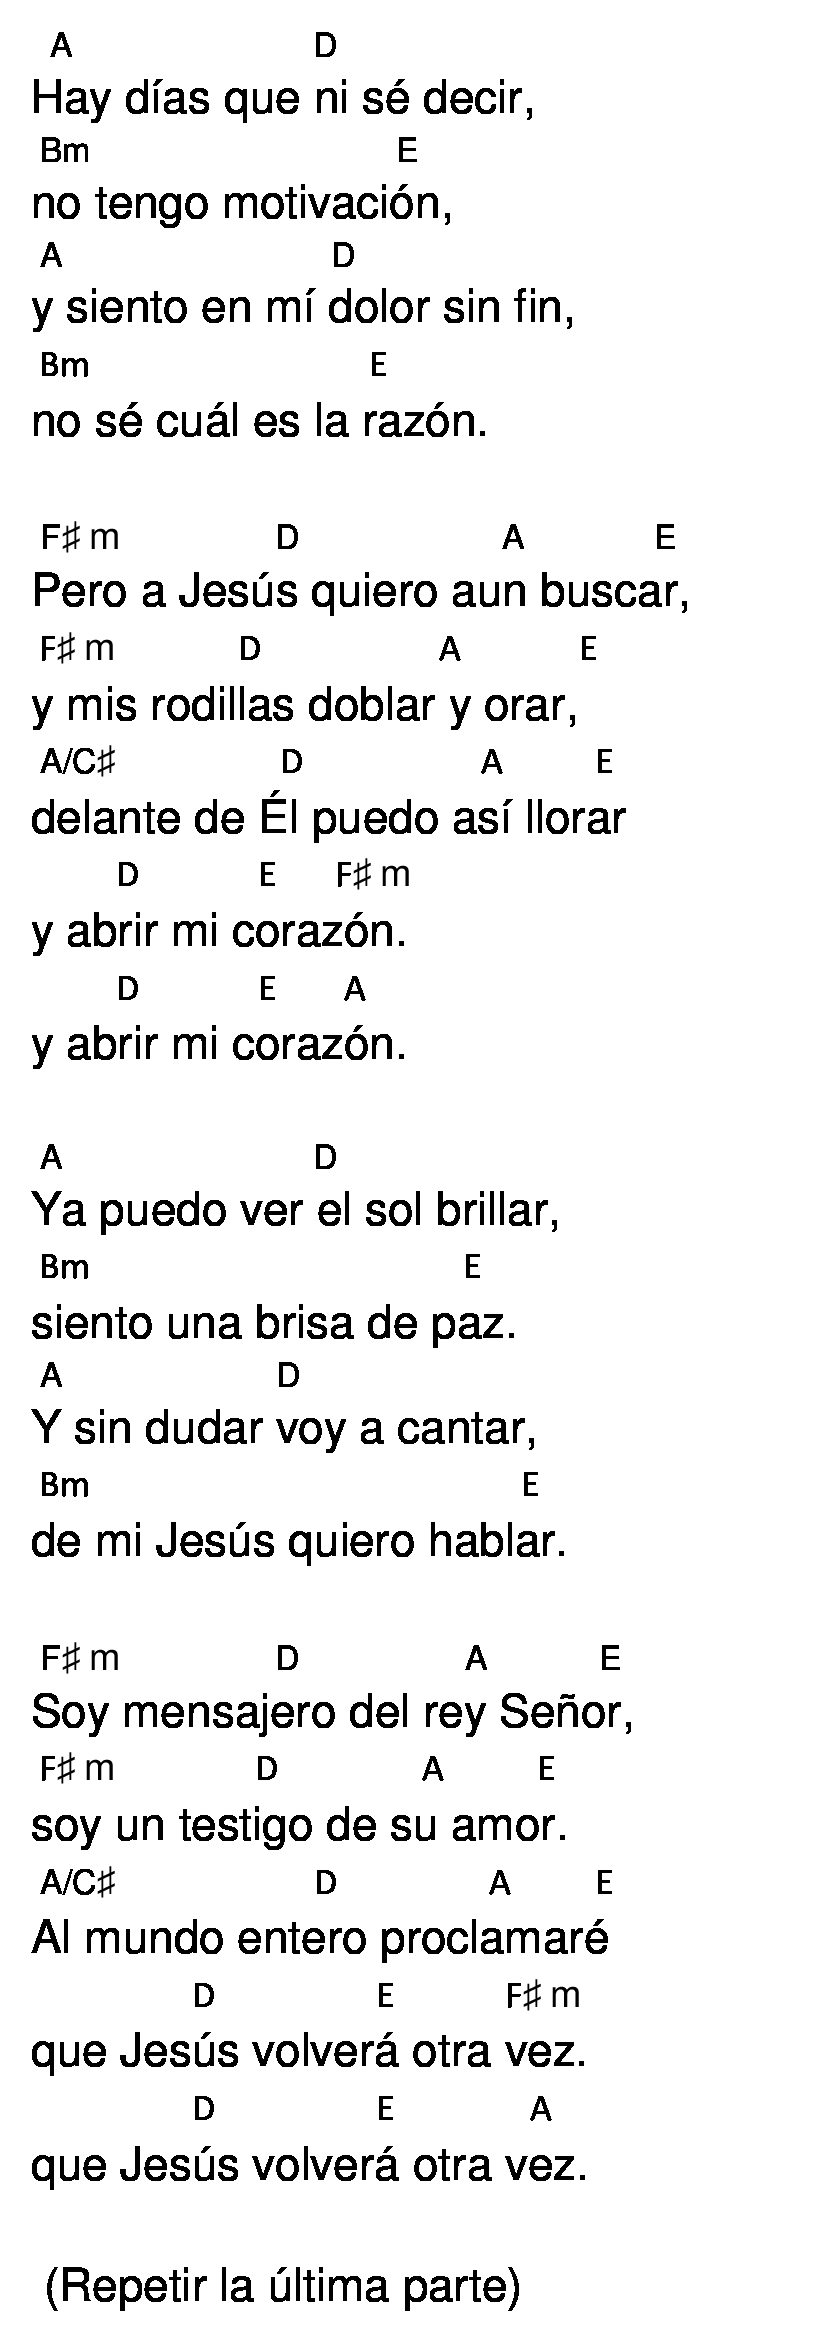 A D
Hay días que ni sé decir,
Bm E
no tengo motivación,
A D
y siento en mí dolor sin fin,
Bm E
no sé cuál es la razón.
F♯ m D A E
Pero a Jesús quiero aun buscar,
F♯ m D A E
y mis rodillas doblar y orar,
A/C♯ D A E
delante de Él puedo así llorar
D E F♯ m
y abrir mi corazón.
D E A
y abrir mi corazón.
A D
Ya puedo ver el sol brillar,
Bm E
siento una brisa de paz.
A D
Y sin dudar voy a cantar,
Bm E
de mi Jesús quiero hablar.
F♯ m D A E
Soy mensajero del rey Señor,
F♯ m D A E
soy un testigo de su amor.
A/C♯ D A E
Al mundo entero proclamaré
D E F♯ m
que Jesús volverá otra vez.
D E A
que Jesús volverá otra vez.
(Repetir la última parte)